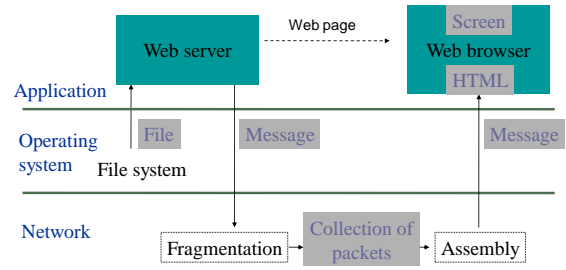 Screen
Web page
Web server
Web browser
HTML
Application
File
Message
Message
Operating
system
File system
Network
Collection of
packets
Fragmentation
Assembly